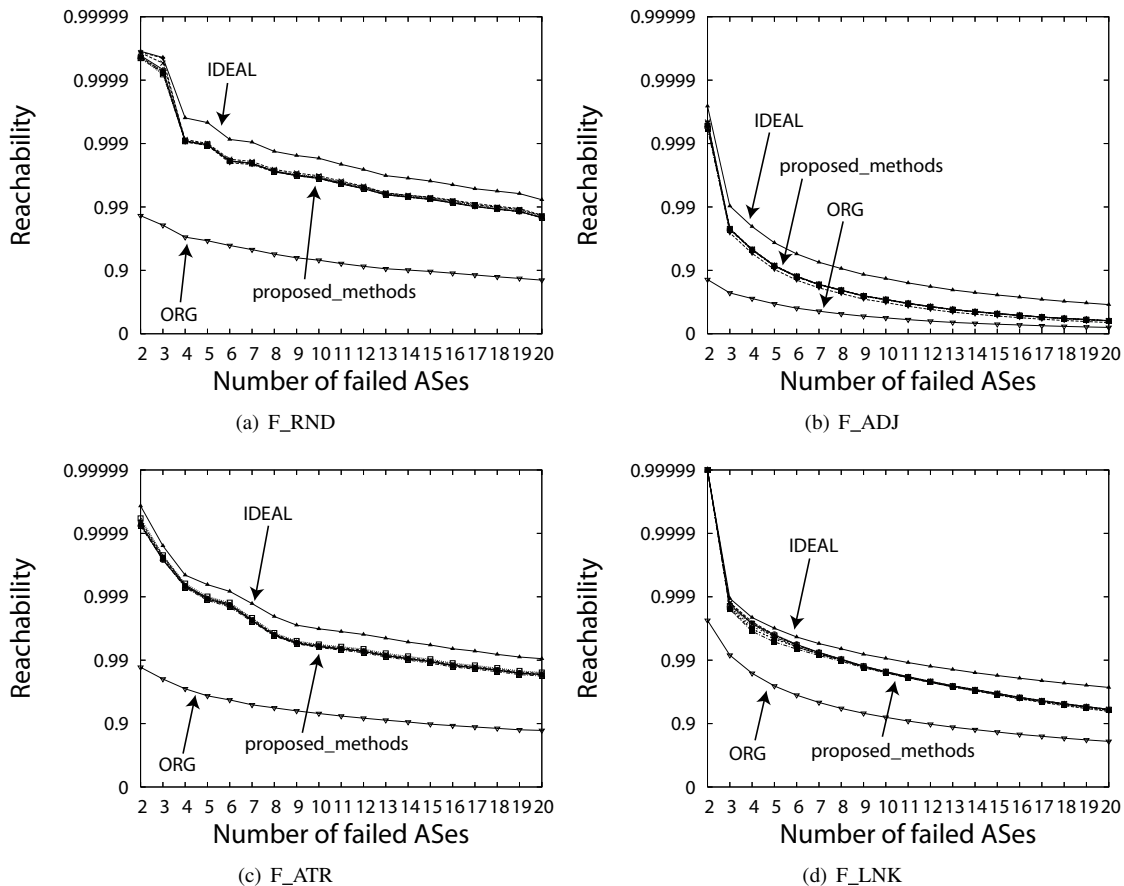 0.99999
0.9999
0.999
0.99
0.9
0
Reachability
IDEAL
proposed_methods
ORG
2 3 4 5 6 7 8 9 10 11 12 13 14 15 16 17 18 19 20
Number of failed ASes
(a) F_RND
0.99999
0.9999
0.999
0.99
0.9
0
Reachability
IDEAL
proposed_methods
ORG
2 3 4 5 6 7 8 9 10 11 12 13 14 15 16 17 18 19 20
Number of failed ASes
(b) F_ADJ
0.99999
0.9999
0.999
0.99
0.9
0
Reachability
IDEAL
proposed_methods
ORG
2 3 4 5 6 7 8 9 10 11 12 13 14 15 16 17 18 19 20
Number of failed ASes
(c) F_ATR
0.99999
0.9999
0.999
0.99
0.9
0
Reachability
IDEAL
ORG
proposed_methods
2 3 4 5 6 7 8 9 10 11 12 13 14 15 16 17 18 19 20
Number of failed ASes
(d) F_LNK